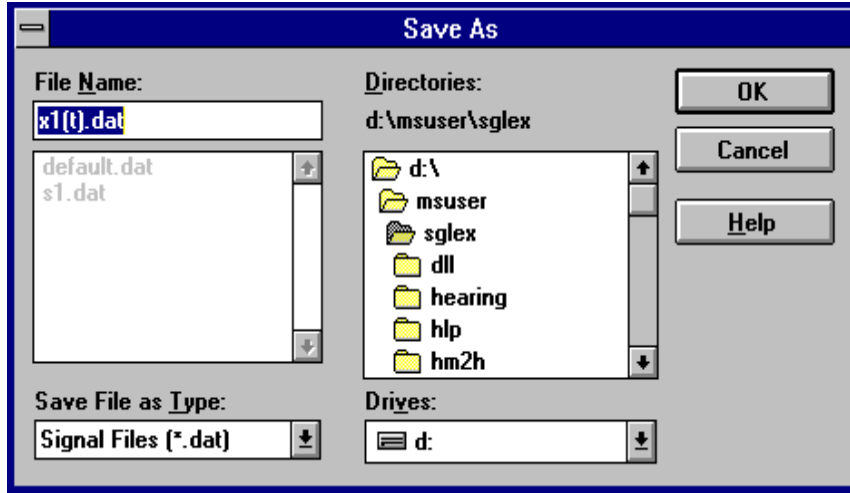 Save As
File Name:
x1(t).dat
default.dat
s1.dat
Save File as Type:
Signal Files (*.dat)
Directories:
d:\msuser\sglex
d:\
msuser
sglex
dll
hearing
hlp
hm2h
Drives:
d:
OK
Cancel
Help